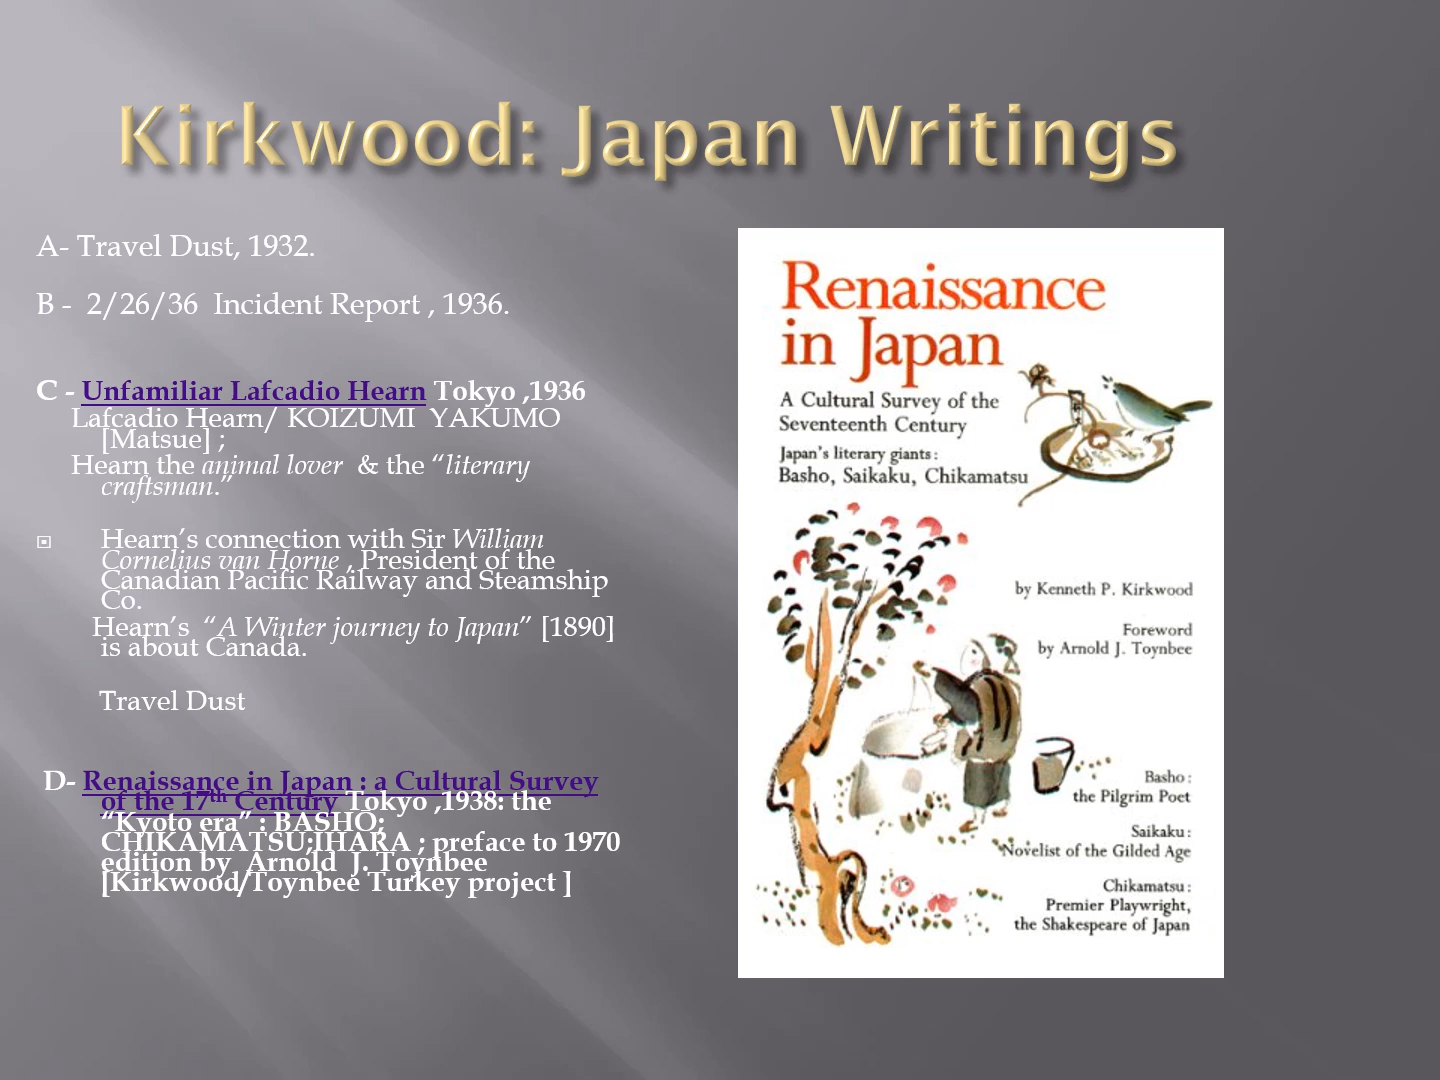 Kirkwood: Japan Writings
A- Travel Dust, 1932.
B -  2/26/36  Incident Report , 1936.
C - Unfamiliar Lafcadio Hearn Tokyo ,1936
Lafcadio Hearn/ KOIZUMI  YAKUMO
[Matsue] ;
Hearn the animal lover  & the “literary
craftsman.”
Hearn’s connection with Sir William
Cornelius van Horne , President of the
Canadian Pacific Railway and Steamship
Co.
Hearn’s  “A Winter journey to Japan” [1890]
is about Canada.
Travel Dust
D- Renaissance in Japan : a Cultural Survey
of the 17th Century Tokyo ,1938: the
“Kyoto era” : BASHO;
CHIKAMATSU;IHARA ; preface to 1970
edition by  Arnold  J. Toynbee
[Kirkwood/Toynbee Turkey project ]
Renaissance
in Japan
A Cultural Survey of the
Seventeenth Century
Japan's literary giants:
Basho, Saikaku, Chikamatsu
by Kenneth P. Kirkwood
Foreword
by Arnold J. Toynbee
Basho:
the Pilgrim Poet
Saikaku:
Novelist of the Gilded Age
Chikamatsu:
Premier Playwright,
the Shakespeare of Japan